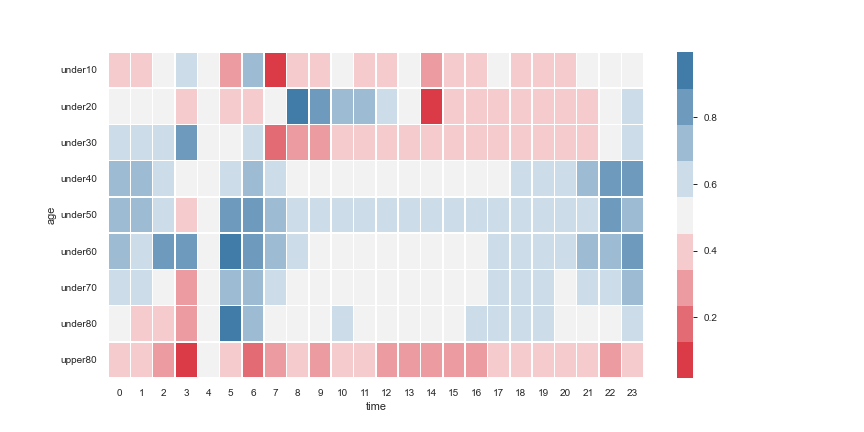 under10
under20
under30
under40
under50
under60
under70
under80
upper80
age
0 1 2 3 4 5 6 7 8 9 10 11 12 13 14 15 16 17 18 19 20 21 22 23
time
0.8
0.6
0.4
0.2